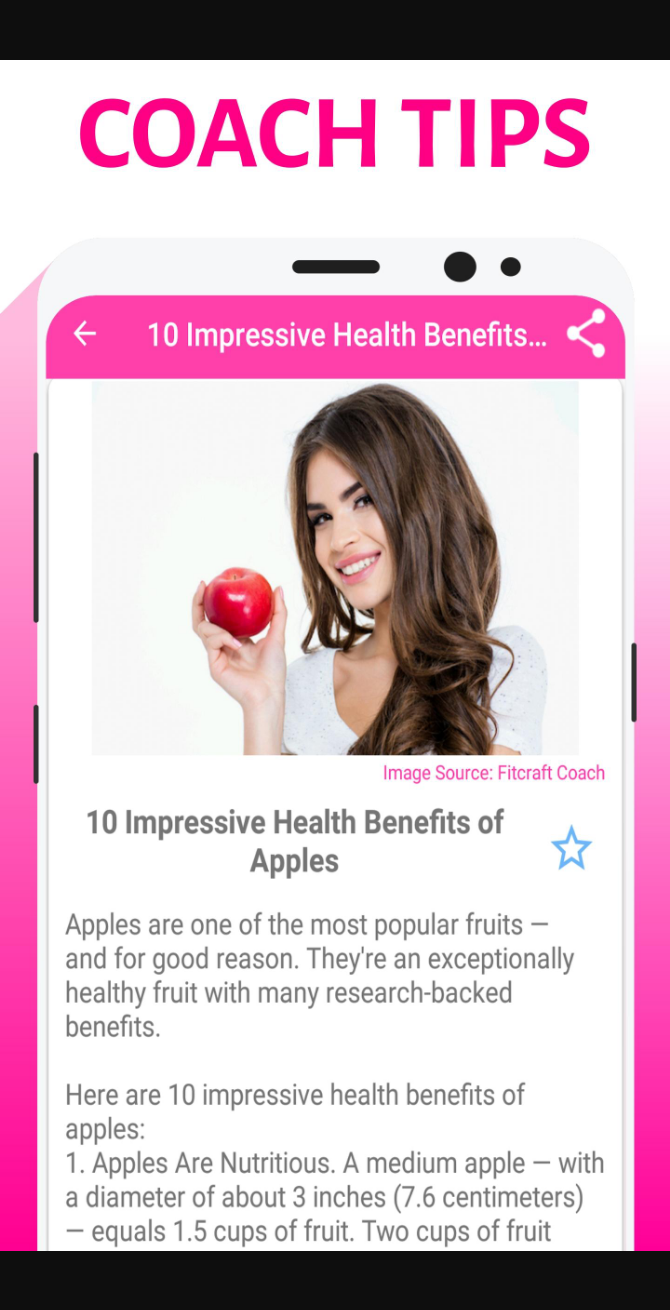 COACH TIPS
10 Impressive Health Benefits...
Image Source: Fitcraft Coach
10 Impressive Health Benefits of
Apples
Apples are one of the most popular fruits —
and for good reason. They're an exceptionally
healthy fruit with many research-backed
benefits.
Here are 10 impressive health benefits of
apples:
1. Apples Are Nutritious. A medium apple — with
a diameter of about 3 inches (7.6 centimeters)
— equals 1.5 cups of fruit. Two cups of fruit